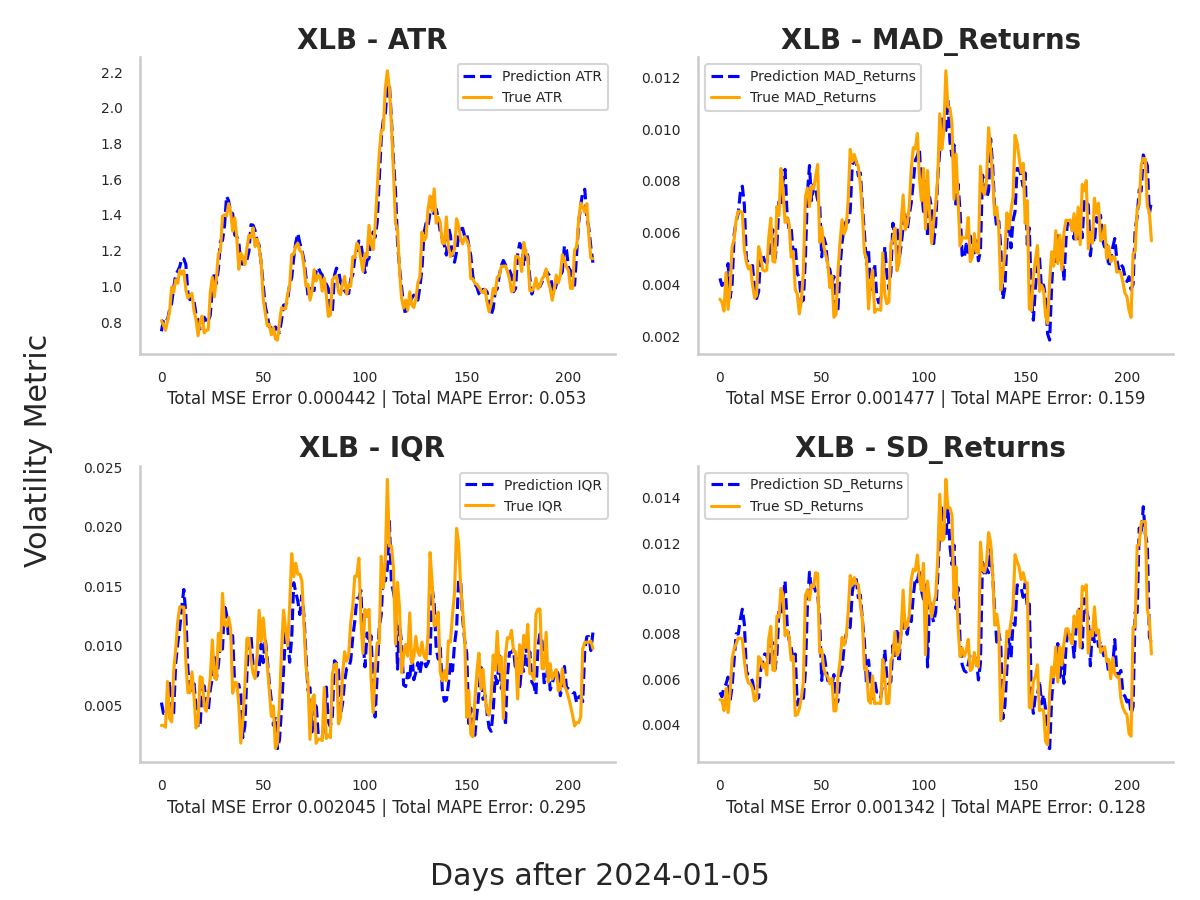 XLB - ATR
2.2
2.0
1.8
1.6
1.4
1.2
1.0
0.8
Prediction ATR
True ATR
0 50 100 150 200
Total MSE Error 0.000442 | Total MAPE Error: 0.053
XLB - MAD_Returns
0.012
0.010
0.008
0.006
0.004
0.002
Prediction MAD_Returns
True MAD_Returns
0 50 100 150 200
Total MSE Error 0.001477 | Total MAPE Error: 0.159
Volatility Metric
XLB - IQR
0.025
0.020
0.015
0.010
0.005
Prediction IQR
True IQR
0 50 100 150 200
Total MSE Error 0.002045 | Total MAPE Error: 0.295
XLB - SD_Returns
0.014
0.012
0.010
0.008
0.006
0.004
Prediction SD_Returns
True SD_Returns
0 50 100 150 200
Total MSE Error 0.001342 | Total MAPE Error: 0.128
Days after 2024-01-05